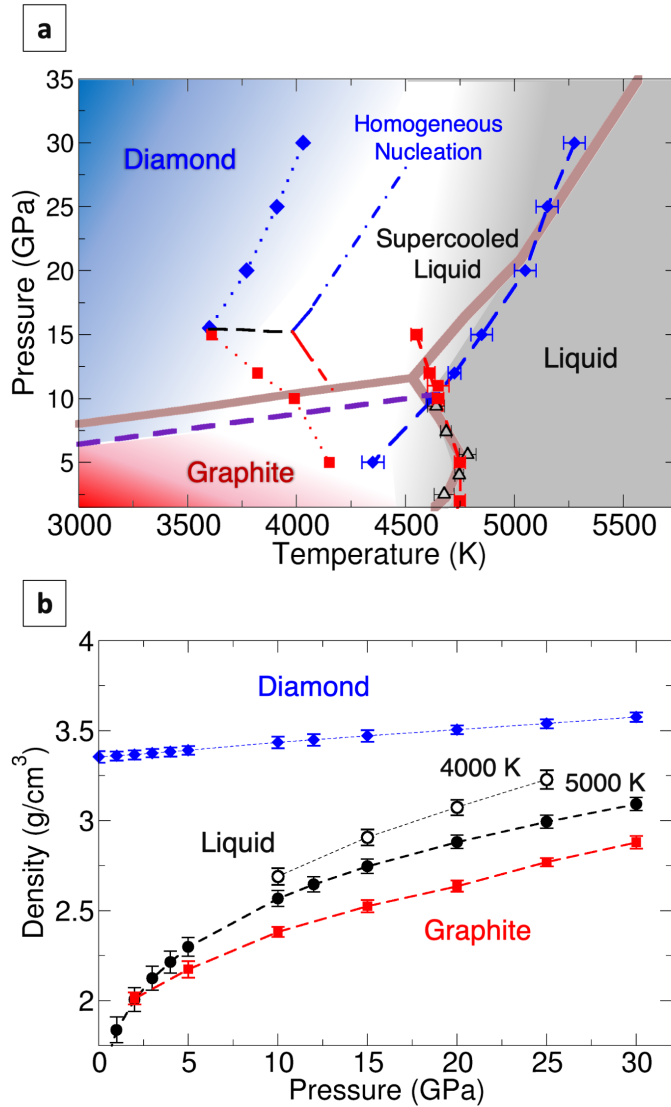 a
35
30
25
20
15
10
5
Pressure (GPa)
Diamond
Homogeneous
Nucleation
Supercooled
Liquid
Liquid
Graphite
3000 3500 4000 4500 5000 5500
Temperature (K)
b
4
3.5
3
2.5
2
Density (g/cm³)
Diamond
4000 K
5000 K
Liquid
Graphite
0 5 10 15 20 25 30
Pressure (GPa)